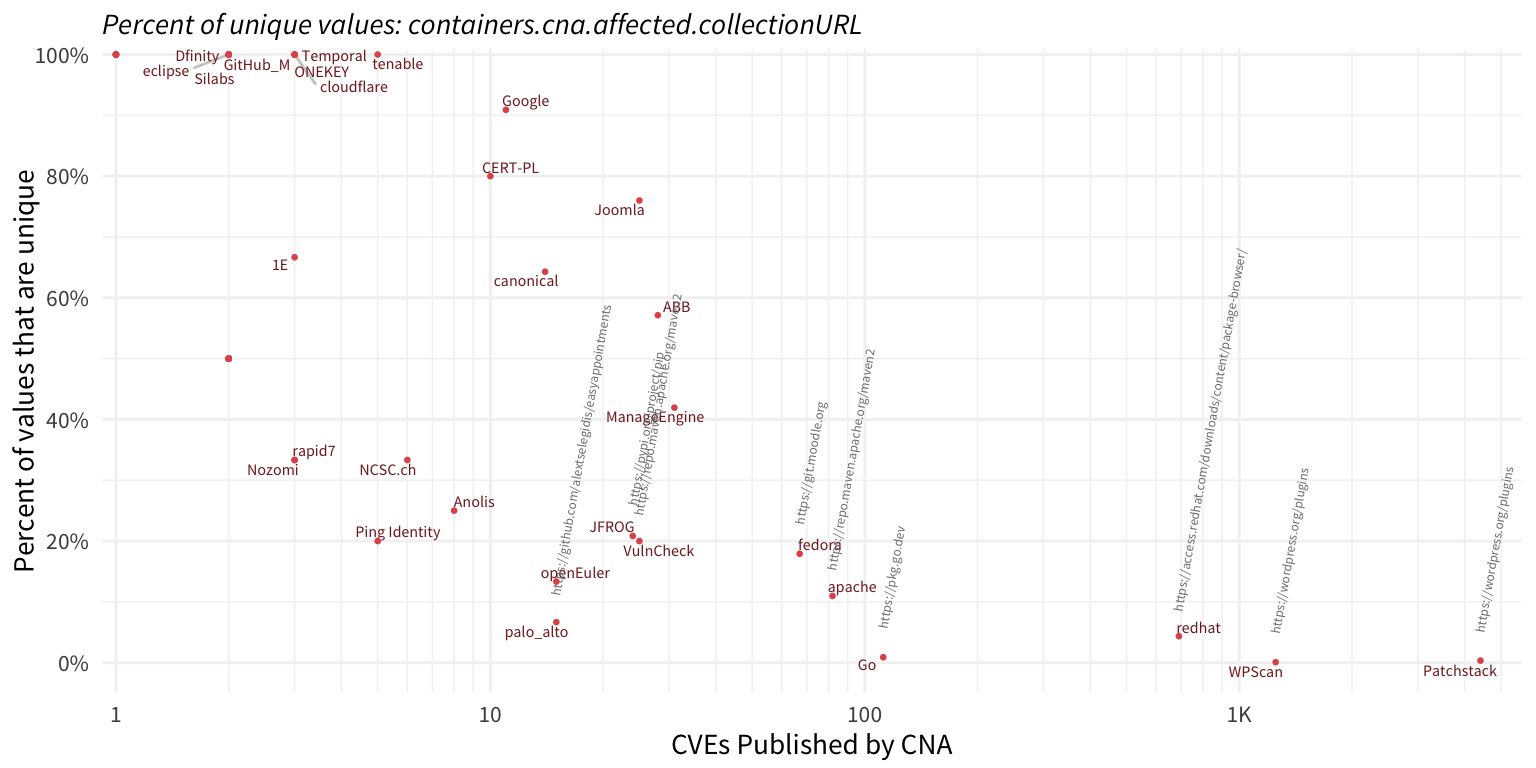 Percent of unique values: containers.cna.affected.collectionURL
Percent of values that are unique
100%
80%
60%
40%
20%
0%
Dfinity
eclipse
Silabs
GitHub_M
Temporal
ONEKEY
cloudflare
tenable
Google
CERT-PL
Joomla
1E
canonical
ABB
ManageEngine
rapid7
Nozomi
NCSC.ch
Anolis
Ping Identity
JFROG
VulnCheck
openEuler
palo_alto
fedora
apache
Go
redhat
WPScan
Patchstack
https://github.com/alextselegidis/easyappointments
https://pypi.org/project/pip
https://repo.maven.apache.org/maven2
https://git.moodle.org
https://repo.maven.apache.org/maven2
https://pkg.go.dev
https://access.redhat.com/downloads/content/package-browser/
https://wordpress.org/plugins
https://wordpress.org/plugins
1
10
100
1K
CVEs Published by CNA